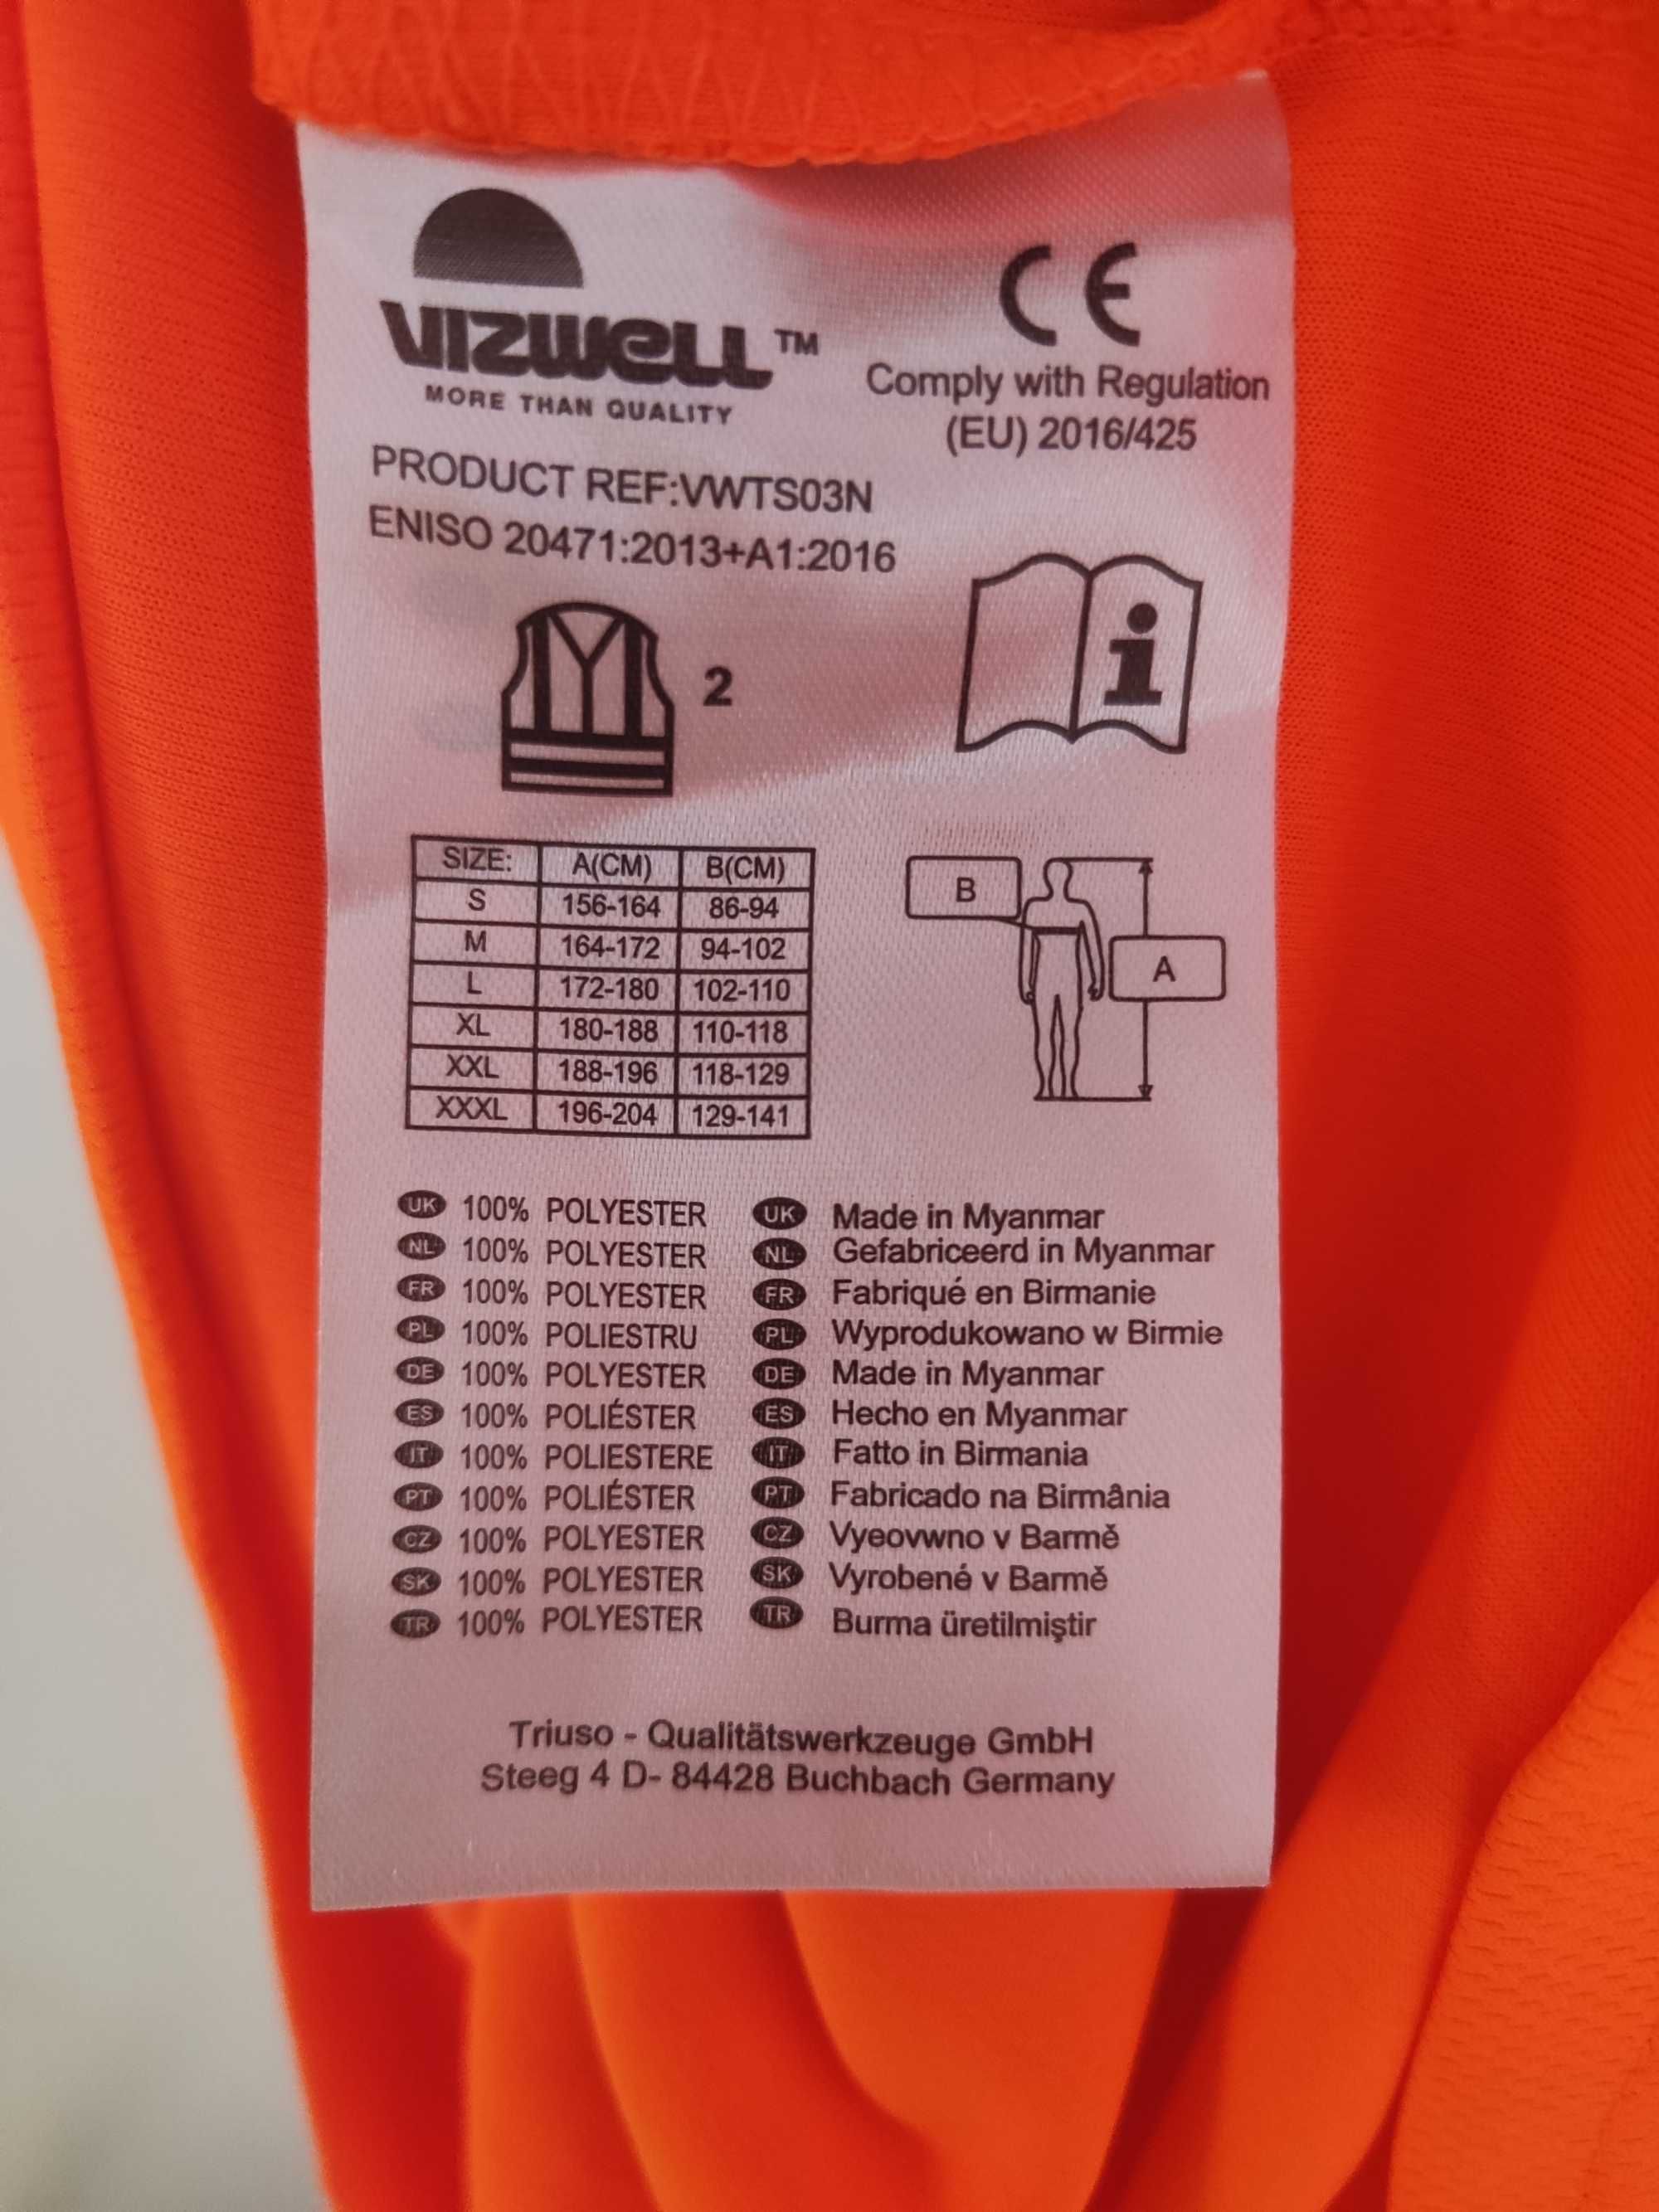 VIZWELL™
MORE THAN QUALITY
CE
Comply with Regulation
(EU) 2016/425
PRODUCT REF:VWTS03N
ENISO 20471:2013+A1:2016
2
i
SIZE: A(CM) B(CM)
S 156-164 86-94
M 164-172 94-102
L 172-180 102-110
XL 180-188 110-118
XXL 188-196 118-129
XXXL 196-204 129-141
B
A
UK 100% POLYESTER UK Made in Myanmar
NL 100% POLYESTER NL Gefabriceerd in Myanmar
FR 100% POLYESTER FR Fabriqué en Birmanie
PL 100% POLIESTRU PL Wyprodukowano w Birmie
DE 100% POLYESTER DE Made in Myanmar
ES 100% POLIÉSTER ES Hecho en Myanmar
IT 100% POLIESTERE IT Fatto in Birmania
PT 100% POLIÉSTER PT Fabricado na Birmânia
CZ 100% POLYESTER CZ Vyeovwno v Barmě
SK 100% POLYESTER SK Vyrobené v Barmě
TR 100% POLYESTER TR Burma üretilmiştir
Triuso - Qualitätswerkzeuge GmbH
Steeg 4 D- 84428 Buchbach Germany